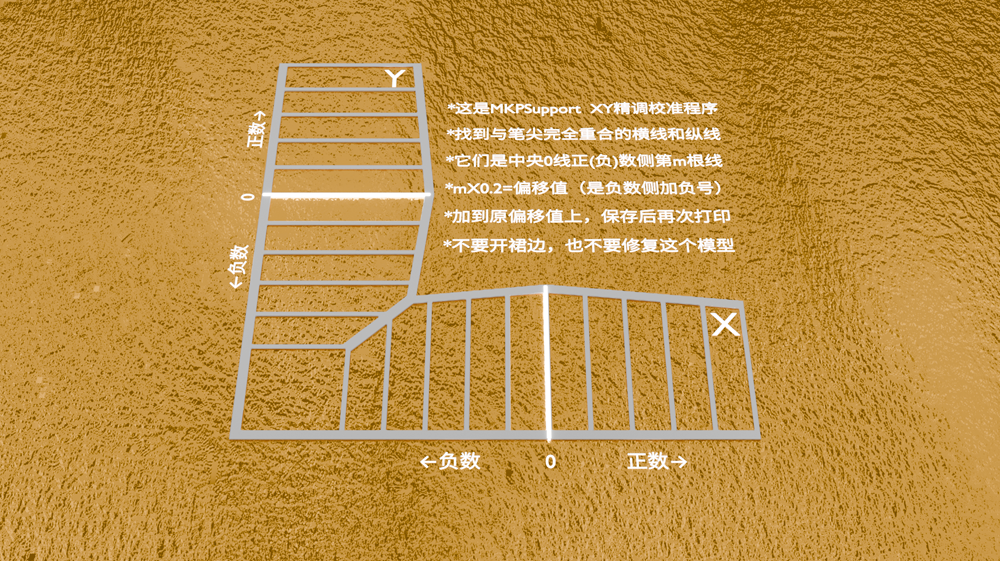 Y
正数→
0
←负数
*这是MKPSupport XY精调校准程序
*找到与笔尖完全重合的横线和纵线
*它们是中央0线正(负)数侧第m根线
*mX0.2=偏移值（是负数侧加负号）
*加到原偏移值上，保存后再次打印
*不要开裙边，也不要修复这个模型
X
←负数
0
正数→